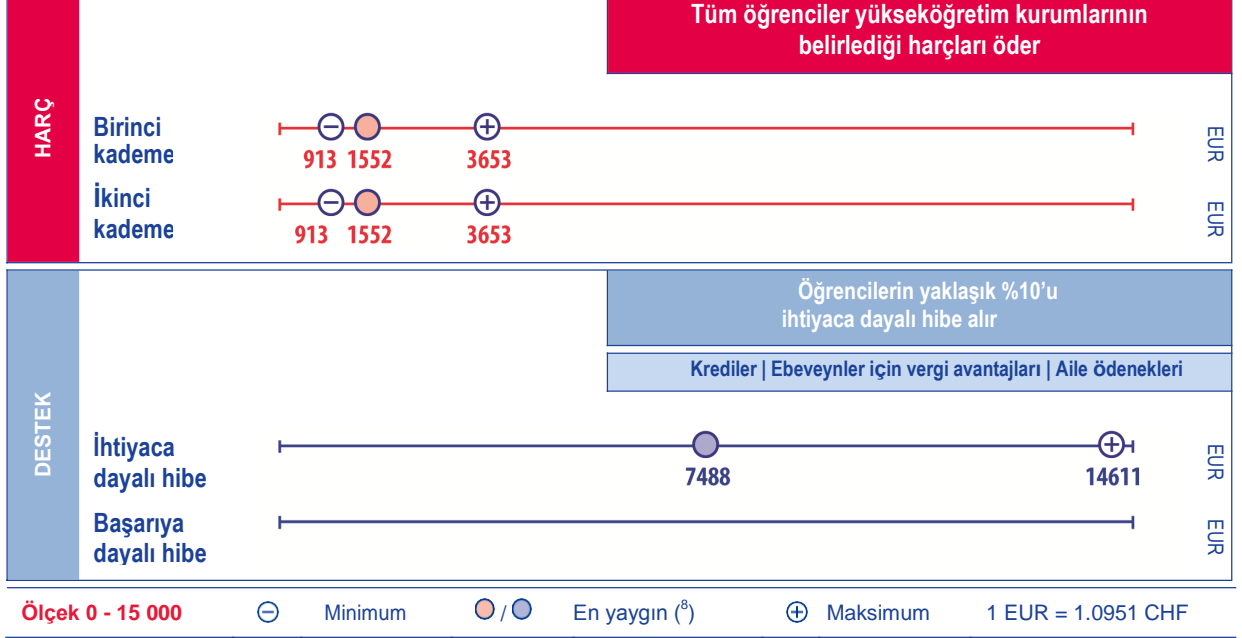 Tüm öğrenciler yükseköğretim kurumlarının
belirlediği harçları öder
HARÇ
Birinci
kademe
913 1552 3653
EUR
İkinci
kademe
913 1552 3653
EUR
Öğrencilerin yaklaşık %10’u
ihtiyaca dayalı hibe alır
Krediler | Ebeveynler için vergi avantajları | Aile ödenekleri
DESTEK
İhtiyaca
dayalı hibe
7488 14611
EUR
Başarıya
dayalı hibe
EUR
Ölçek 0 - 15 000 Minimum / En yaygın (8) Maksimum 1 EUR = 1.0951 CHF